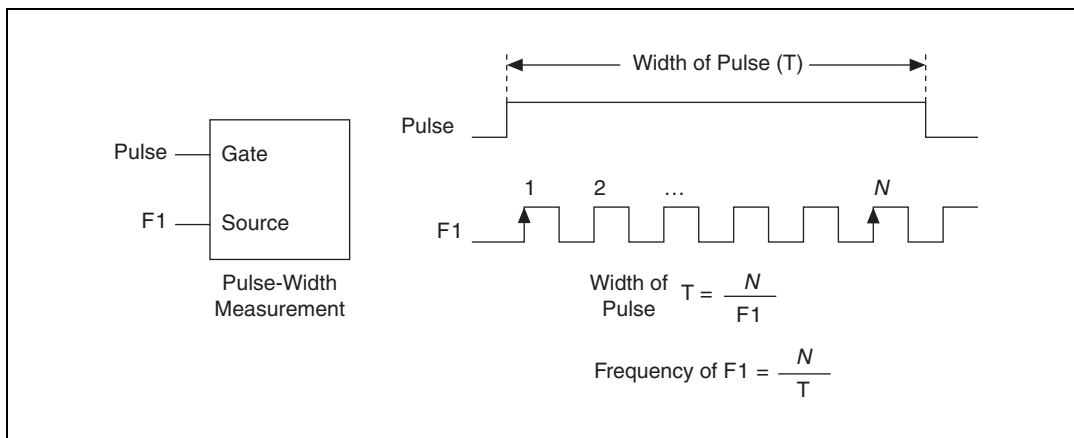 Width of Pulse (T)
Pulse
Pulse
Gate
1 2 … N
F1
Source
F1
Pulse-Width
Measurement
Width of
Pulse
T = N
F1
Frequency of F1 = N
T